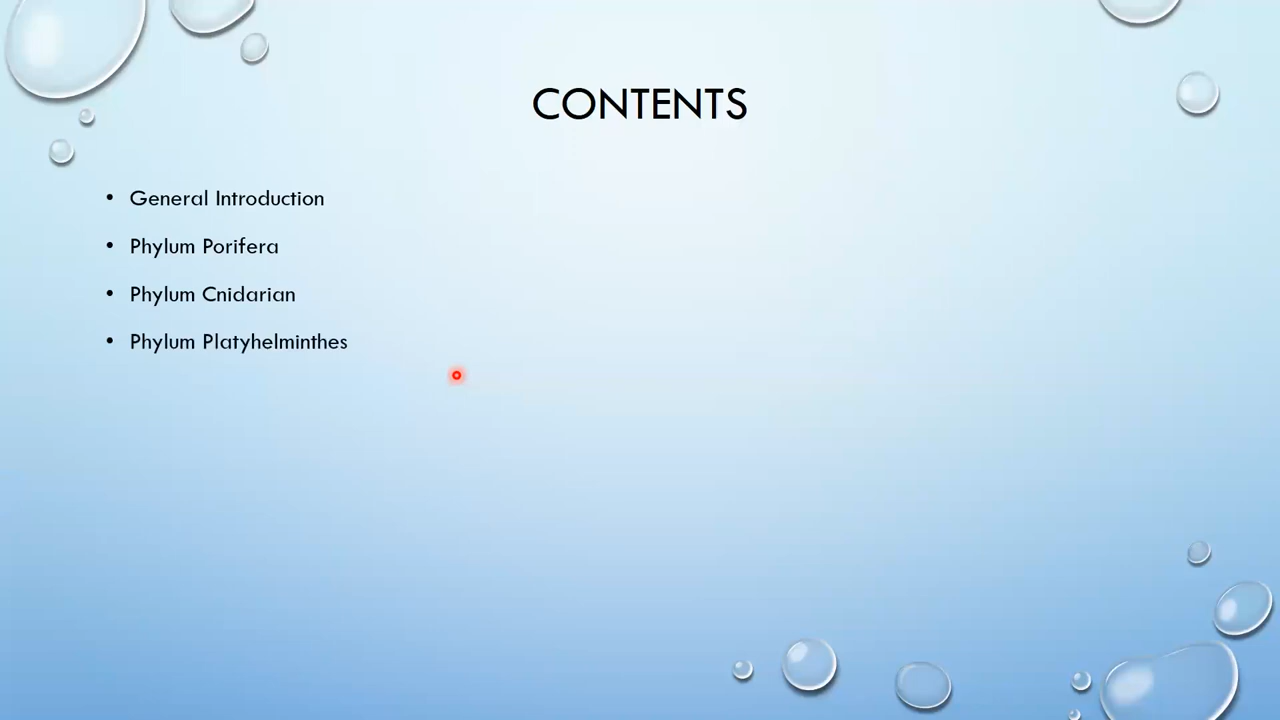 CONTENTS
• General Introduction
• Phylum Porifera
• Phylum Cnidarian
• Phylum Platyhelminthes